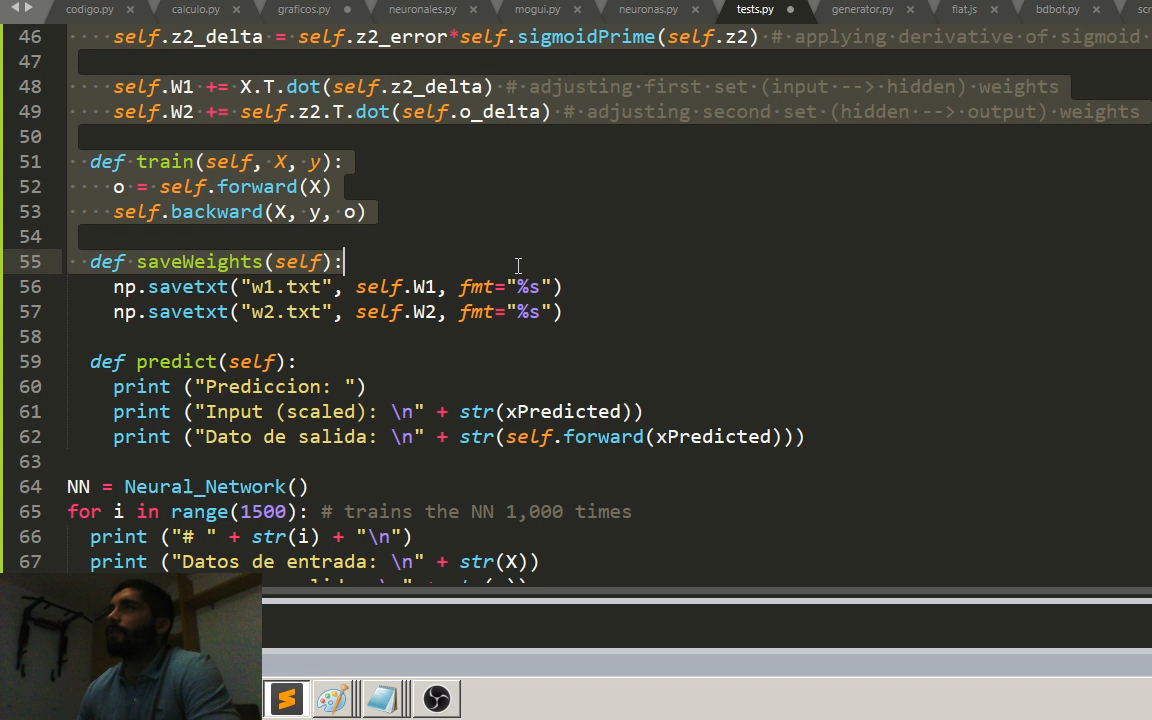 codigo.py calculo.py graficos.py neuronales.py mogui.py neuronas.py tests.py generator.py flat.js bdbot.py
46 self.z2_delta = self.z2_error*self.sigmoidPrime(self.z2) # applying derivative of sigmoid
47
48 self.W1 += X.T.dot(self.z2_delta) # adjusting first set (input --> hidden) weights
49 self.W2 += self.z2.T.dot(self.o_delta) # adjusting second set (hidden --> output) weights
50
51 def train(self, X, y):
52 o = self.forward(X)
53 self.backward(X, y, o)
54
55 def saveWeights(self):
56 np.savetxt("w1.txt", self.W1, fmt="%s")
57 np.savetxt("w2.txt", self.W2, fmt="%s")
58
59 def predict(self):
60 print ("Prediccion: ")
61 print ("Input (scaled): \n" + str(xPredicted))
62 print ("Dato de salida: \n" + str(self.forward(xPredicted)))
63
64 NN = Neural_Network()
65 for i in range(1500): # trains the NN 1,000 times
66 print ("# " + str(i) + "\n")
67 print ("Datos de entrada: \n" + str(X))